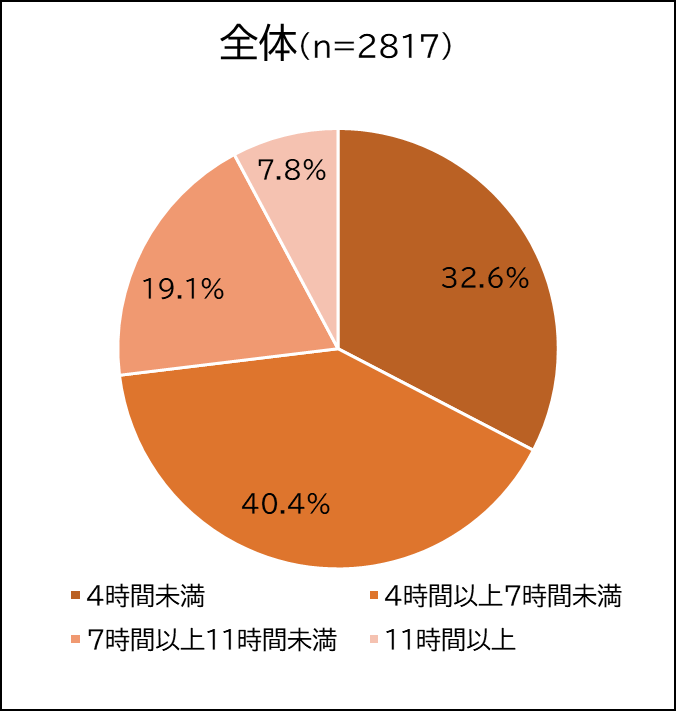 全体(n=2817)
7.8%
32.6%
19.1%
40.4%
4時間未満
4時間以上7時間未満
7時間以上11時間未満
11時間以上